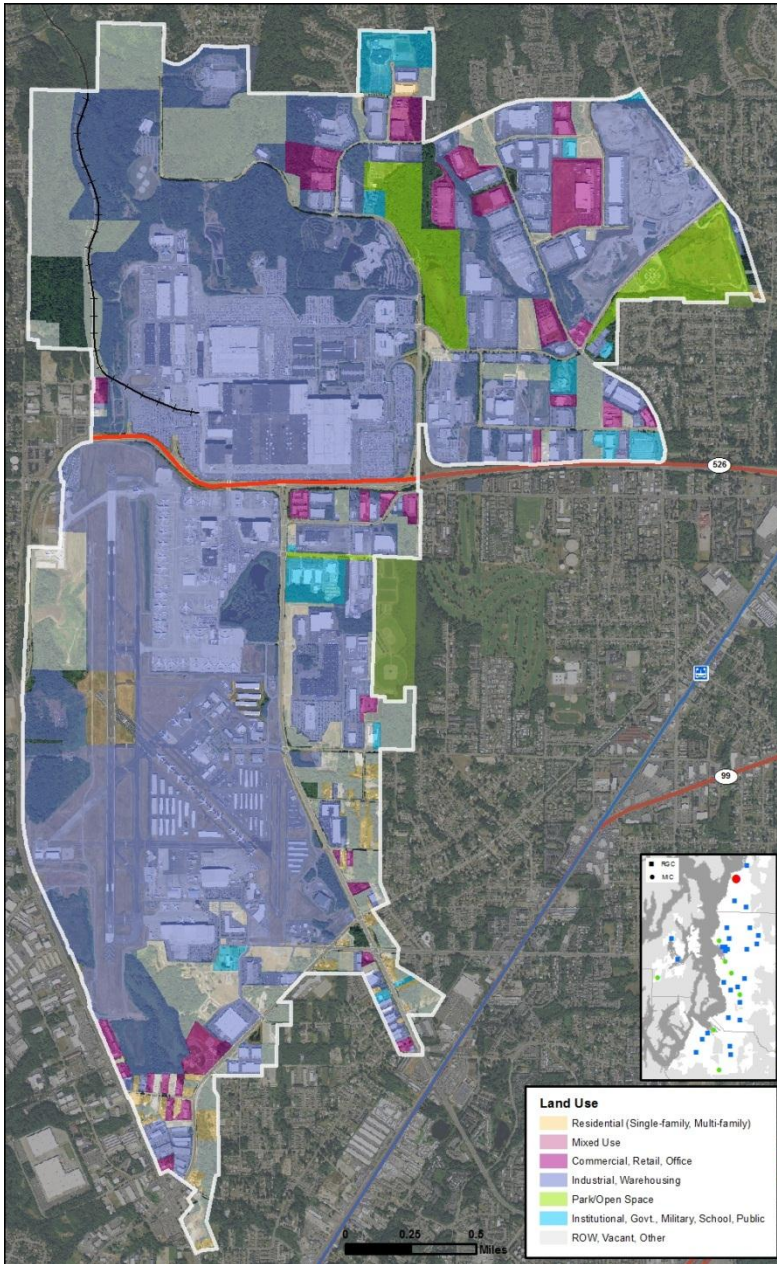 526
99
RGC
MIC
Land Use
Residential (Single-family, Multi-family)
Mixed Use
Commercial, Retail, Office
Industrial, Warehousing
Park/Open Space
Institutional, Govt., Military, School, Public
ROW, Vacant, Other
0 0.25 0.5
Miles